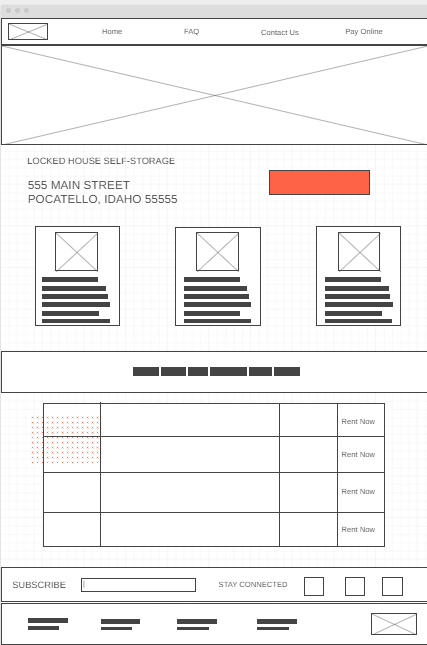 Home FAQ Contact Us Pay Online
LOCKED HOUSE SELF-STORAGE
555 MAIN STREET
POCATELLO, IDAHO 55555
Rent Now
Rent Now
Rent Now
Rent Now
SUBSCRIBE STAY CONNECTED